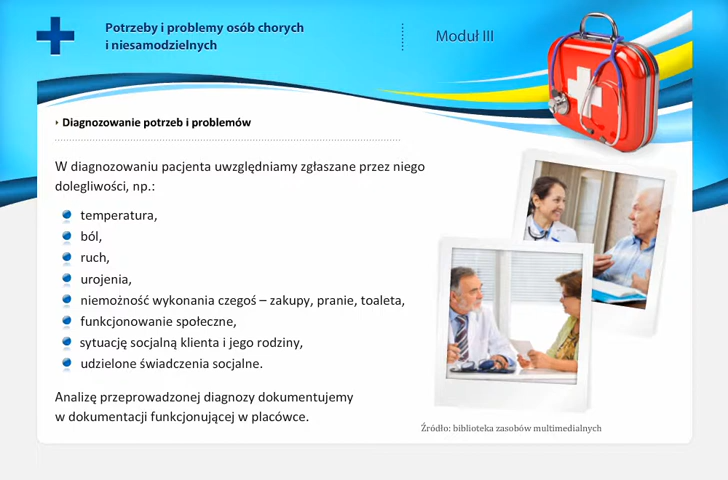 Potrzeby i problemy osób chorych
i niesamodzielnych
Moduł III
Diagnozowanie potrzeb i problemów
W diagnozowaniu pacjenta uwzględniamy zgłaszane przez niego
dolegliwości, np.:
temperatura,
ból,
ruch,
urojenia,
niemożność wykonania czegoś – zakupy, pranie, toaleta,
funkcjonowanie społeczne,
sytuację socjalną klienta i jego rodziny,
udzielone świadczenia socjalne.
Analizę przeprowadzonej diagnozy dokumentujemy
w dokumentacji funkcjonującej w placówce.
Źródło: biblioteka zasobów multimedialnych